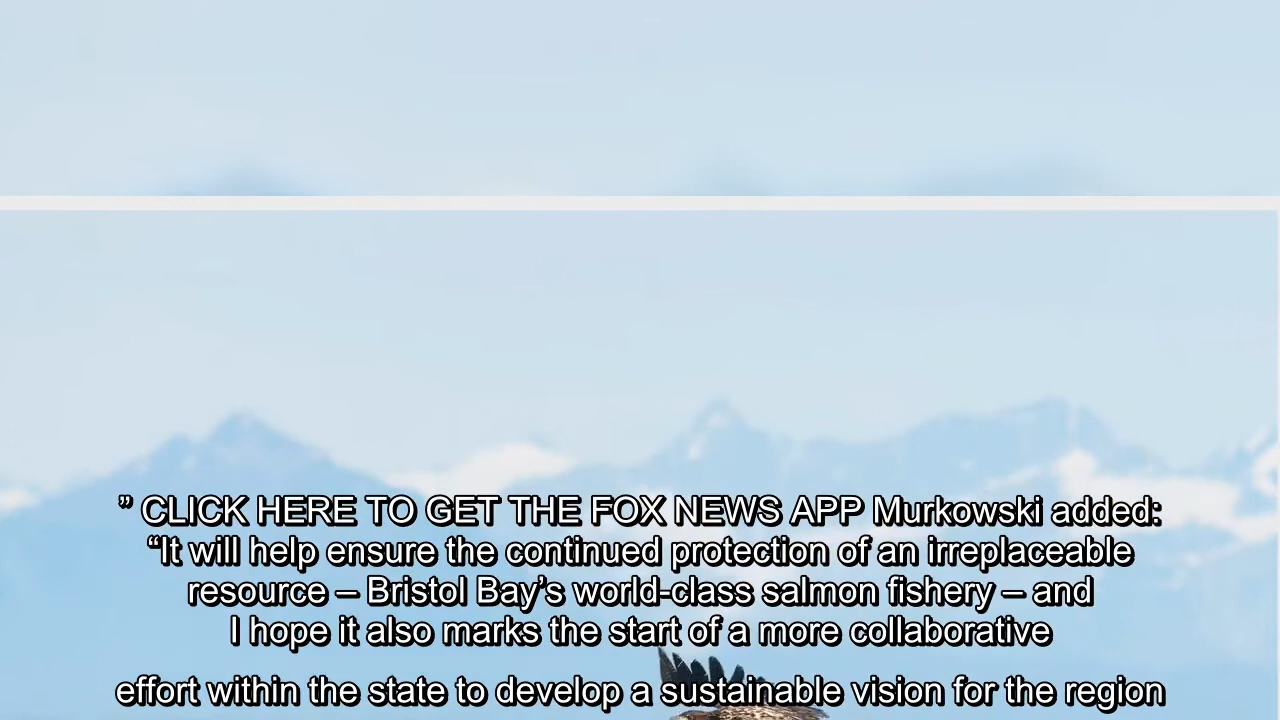 ” CLICK HERE TO GET THE FOX NEWS APP Murkowski added:
“It will help ensure the continued protection of an irreplaceable
resource – Bristol Bay’s world-class salmon fishery – and
I hope it also marks the start of a more collaborative
effort within the state to develop a sustainable vision for the region